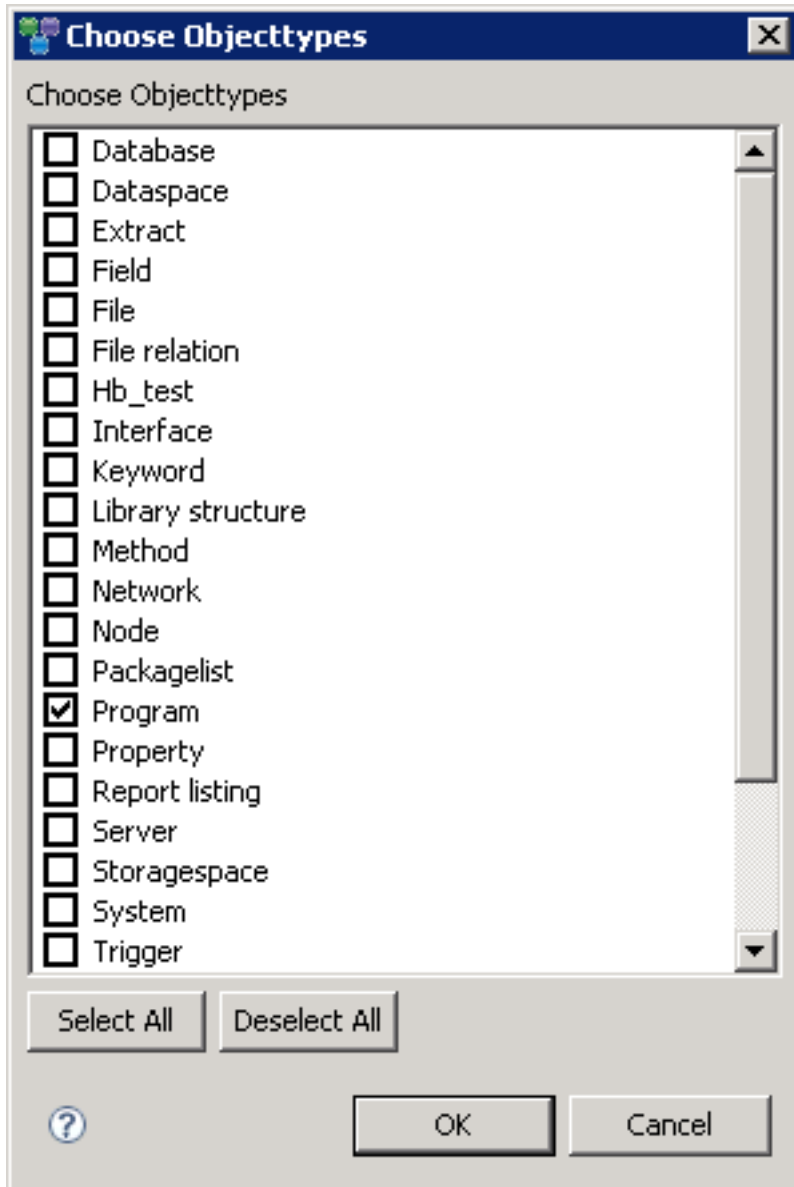 Choose Objecttypes
Choose Objecttypes
Database
Dataspace
Extract
Field
File
File relation
Hb_test
Interface
Keyword
Library structure
Method
Network
Node
Packagelist
Program
Property
Report listing
Server
Storagespace
System
Trigger
Select All Deselect All
? OK Cancel